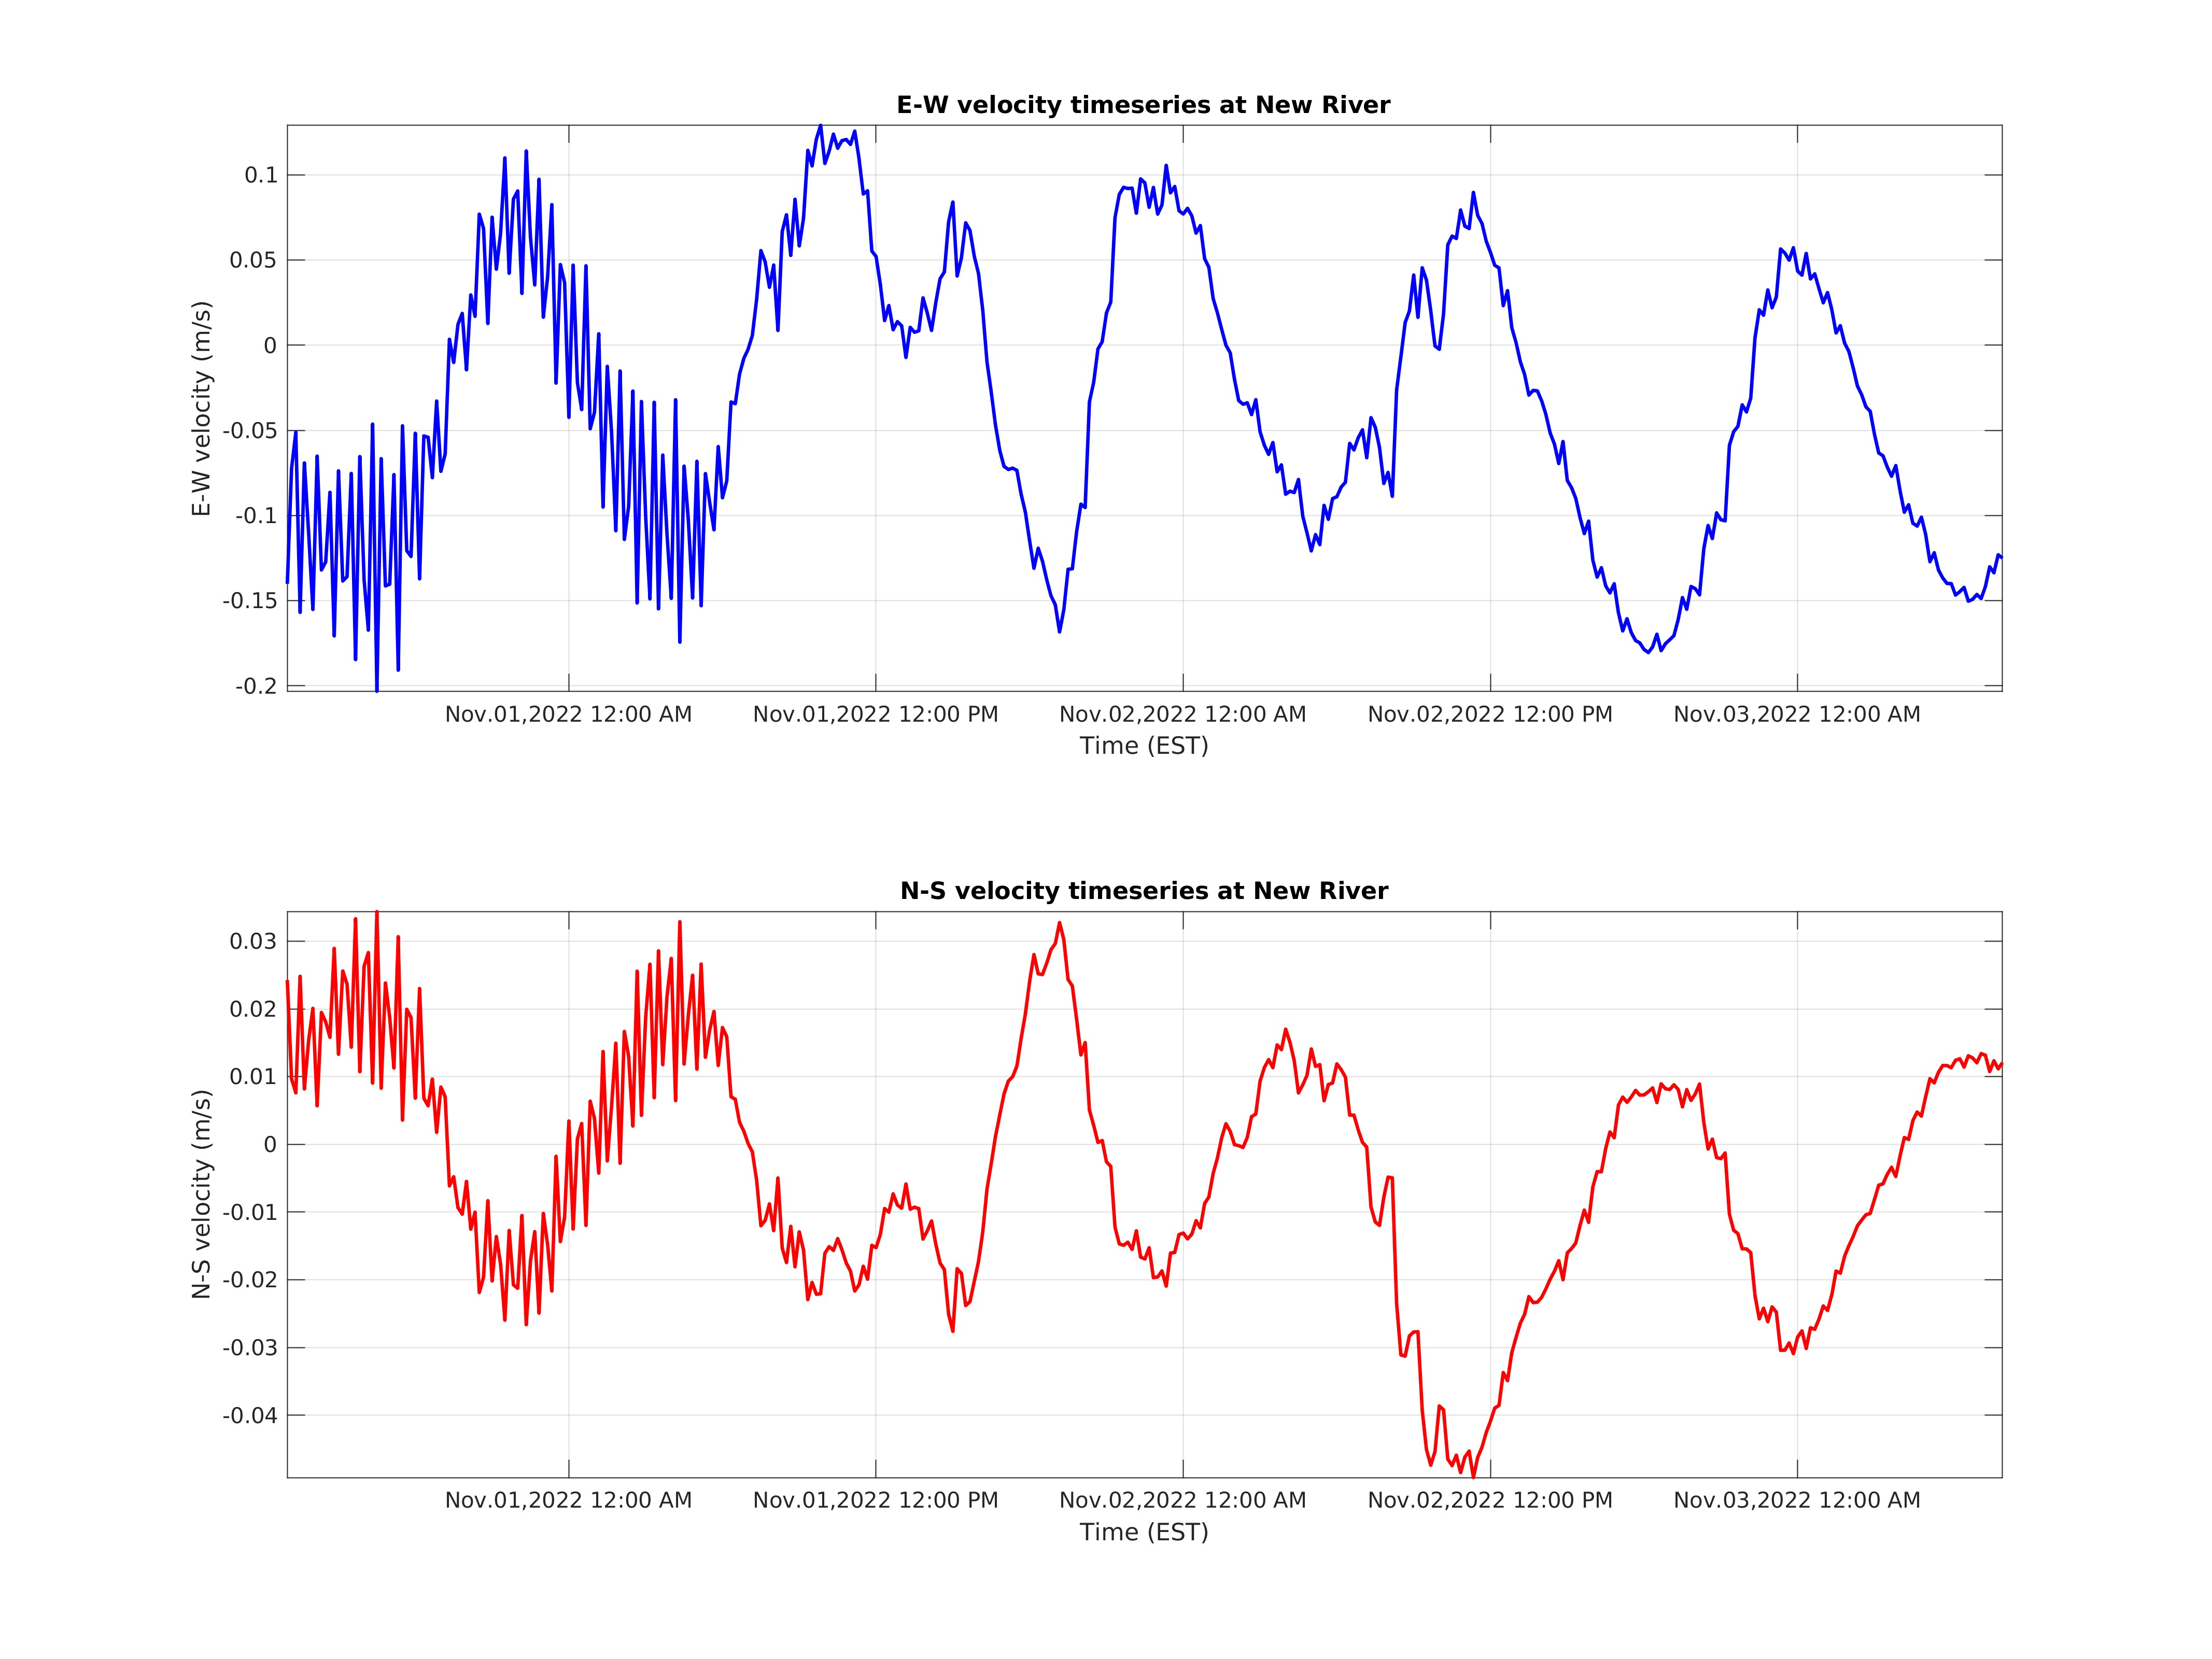 E-W velocity timeseries at New River
E-W velocity (m/s)
0.1
0.05
0
-0.05
-0.1
-0.15
-0.2
Nov.01,2022 12:00 AM
Nov.01,2022 12:00 PM
Nov.02,2022 12:00 AM
Nov.02,2022 12:00 PM
Nov.03,2022 12:00 AM
Time (EST)
N-S velocity timeseries at New River
N-S velocity (m/s)
0.03
0.02
0.01
0
-0.01
-0.02
-0.03
-0.04
Nov.01,2022 12:00 AM
Nov.01,2022 12:00 PM
Nov.02,2022 12:00 AM
Nov.02,2022 12:00 PM
Nov.03,2022 12:00 AM
Time (EST)